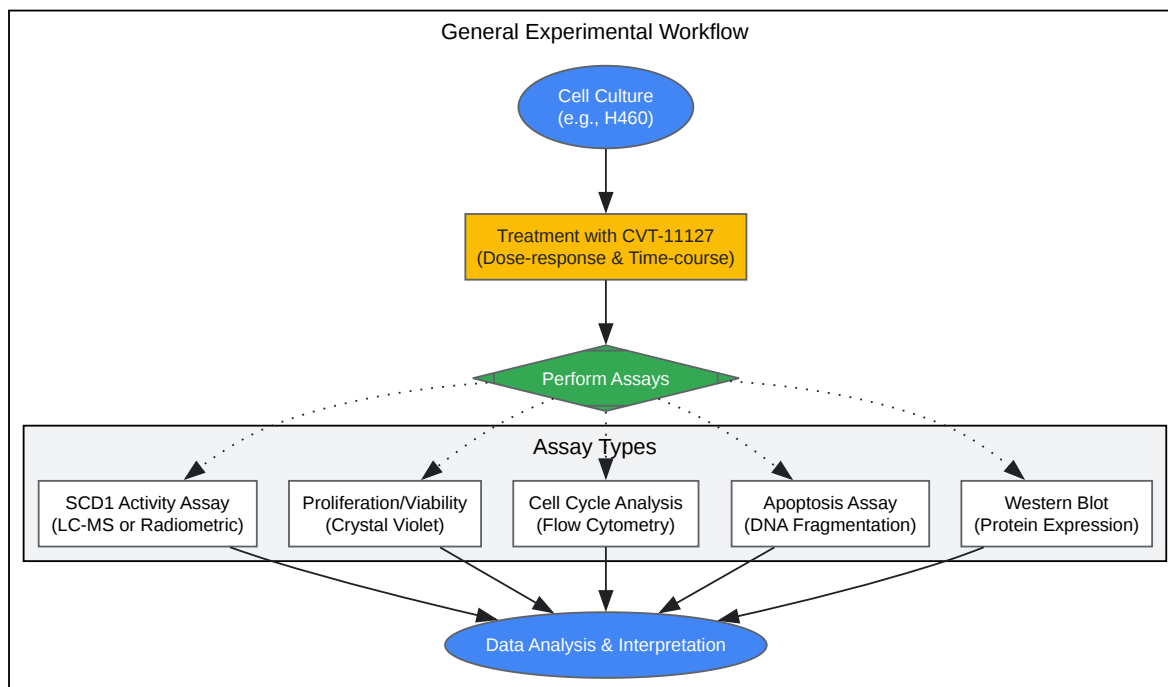 General Experimental Workflow
Cell Culture
(e.g., H460)
Treatment with CVT-11127
(Dose-response & Time-course)
Perform Assays
Assay Types
SCD1 Activity Assay
(LC-MS or Radiometric)
Proliferation/Viability
(Crystal Violet)
Cell Cycle Analysis
(Flow Cytometry)
Apoptosis Assay
(DNA Fragmentation)
Western Blot
(Protein Expression)
Data Analysis & Interpretation